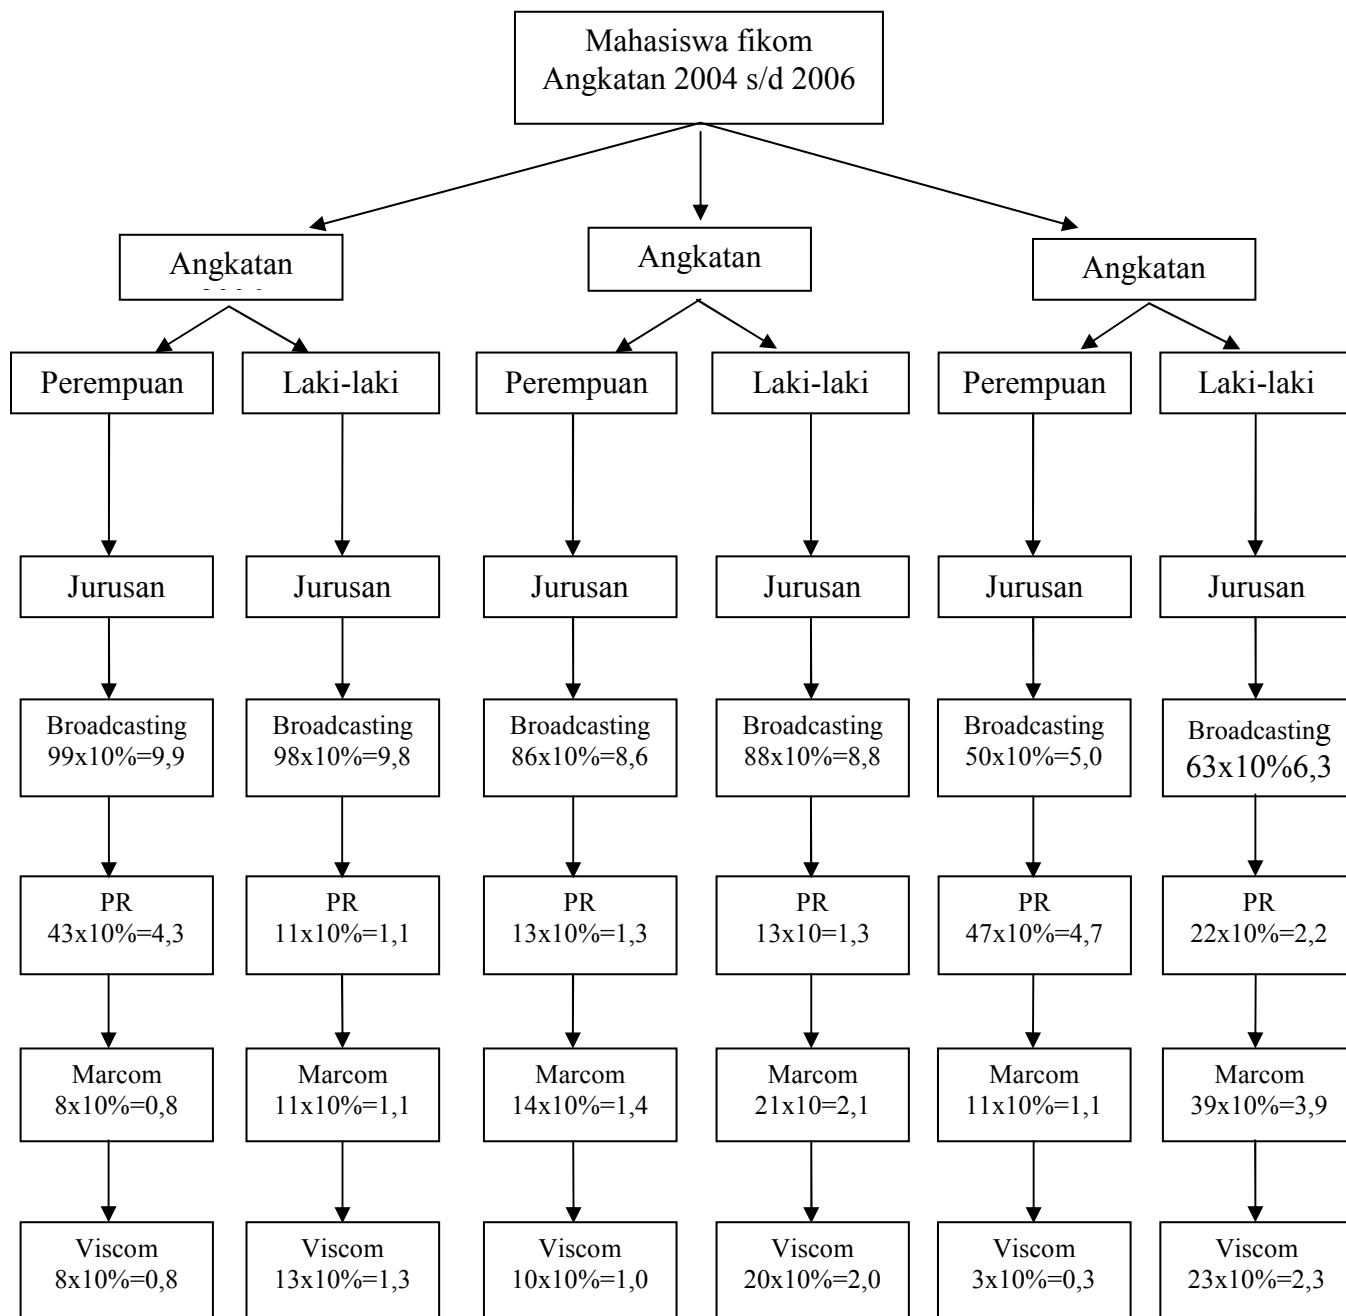 Mahasiswa fikom
Angkatan 2004 s/d 2006
Angkatan
Angkatan
Angkatan
Perempuan
Laki-laki
Perempuan
Laki-laki
Perempuan
Laki-laki
Jurusan
Jurusan
Jurusan
Jurusan
Jurusan
Jurusan
Broadcasting
99x10%=9,9
Broadcasting
98x10%=9,8
Broadcasting
86x10%=8,6
Broadcasting
88x10%=8,8
Broadcasting
50x10%=5,0
Broadcasting
63x10%6,3
PR
43x10%=4,3
PR
11x10%=1,1
PR
13x10%=1,3
PR
13x10=1,3
PR
47x10%=4,7
PR
22x10%=2,2
Marcom
8x10%=0,8
Marcom
11x10%=1,1
Marcom
14x10%=1,4
Marcom
21x10=2,1
Marcom
11x10%=1,1
Marcom
39x10%=3,9
Viscom
8x10%=0,8
Viscom
13x10%=1,3
Viscom
10x10%=1,0
Viscom
20x10%=2,0
Viscom
3x10%=0,3
Viscom
23x10%=2,3